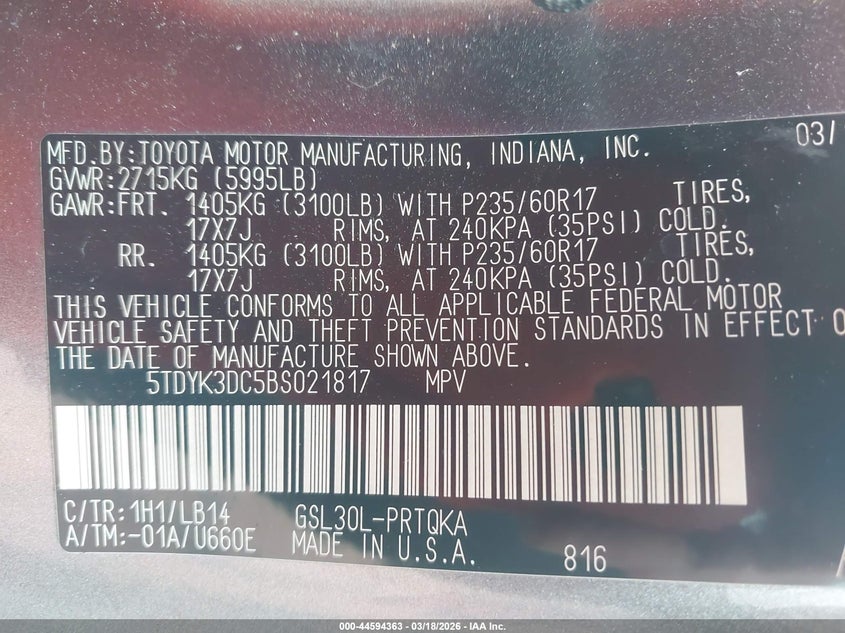 03/
MFD.BY:TOYOTA MOTOR MANUFACTURING, INDIANA, INC.
GVWR:2715KG (5995LB)
GAWR:FRT. 1405KG (3100LB) WITH P235/60R17 TIRES,
17X7J RIMS, AT 240KPA (35PSI) COLD.
RR. 1405KG (3100LB) WITH P235/60R17 TIRES,
17X7J RIMS, AT 240KPA (35PSI) COLD.
THIS VEHICLE CONFORMS TO ALL APPLICABLE FEDERAL MOTOR
VEHICLE SAFETY AND THEFT PREVENTION STANDARDS IN EFFECT O
THE DATE OF MANUFACTURE SHOWN ABOVE.
5TDYK3DC5BS021817 MPV
C/TR:1H1/LB14 GSL30L-PRTQKA
A/TM:-01A/U660E MADE IN U.S.A. 816
000-44594363 — 03/18/2026 — IAA Inc.